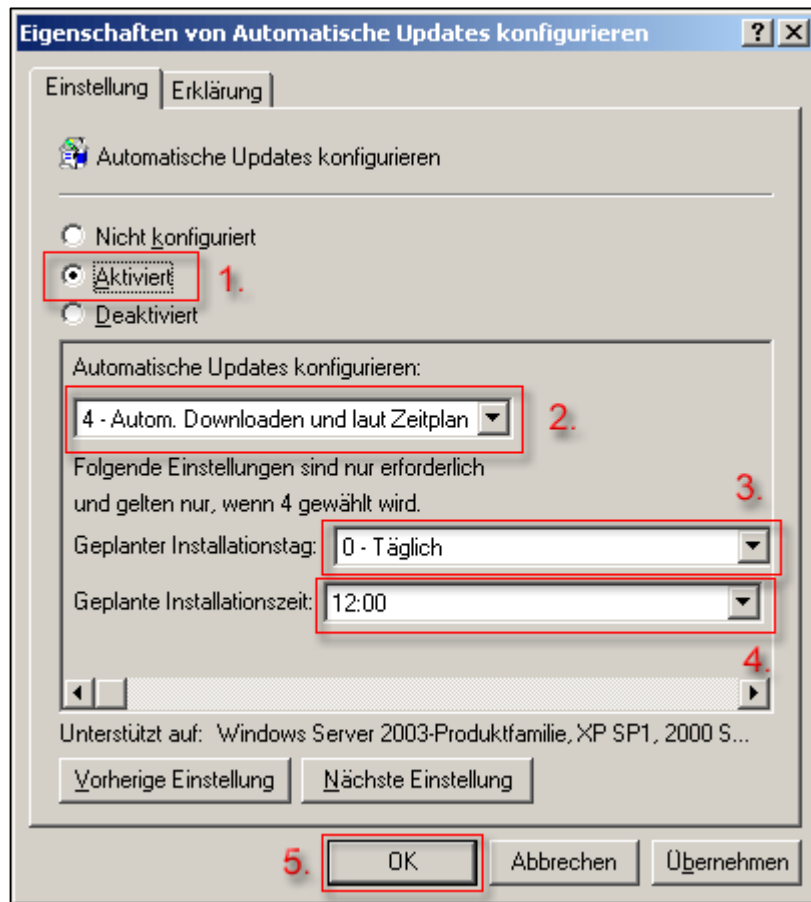 Eigenschaften von Automatische Updates konfigurieren
Einstellung Erklärung
Automatische Updates konfigurieren
Nicht konfiguriert
Aktiviert 1.
Deaktiviert
Automatische Updates konfigurieren:
4 - Autom. Downloaden und laut Zeitplan 2.
Folgende Einstellungen sind nur erforderlich
und gelten nur, wenn 4 gewählt wird.
3.
Geplanter Installationstag: 0 - Täglich
Geplante Installationszeit: 12:00
4.
Unterstützt auf: Windows Server 2003-Produktfamilie, XP SP1, 2000 S...
Vorherige Einstellung Nächste Einstellung
5. OK Abbrechen Übernehmen